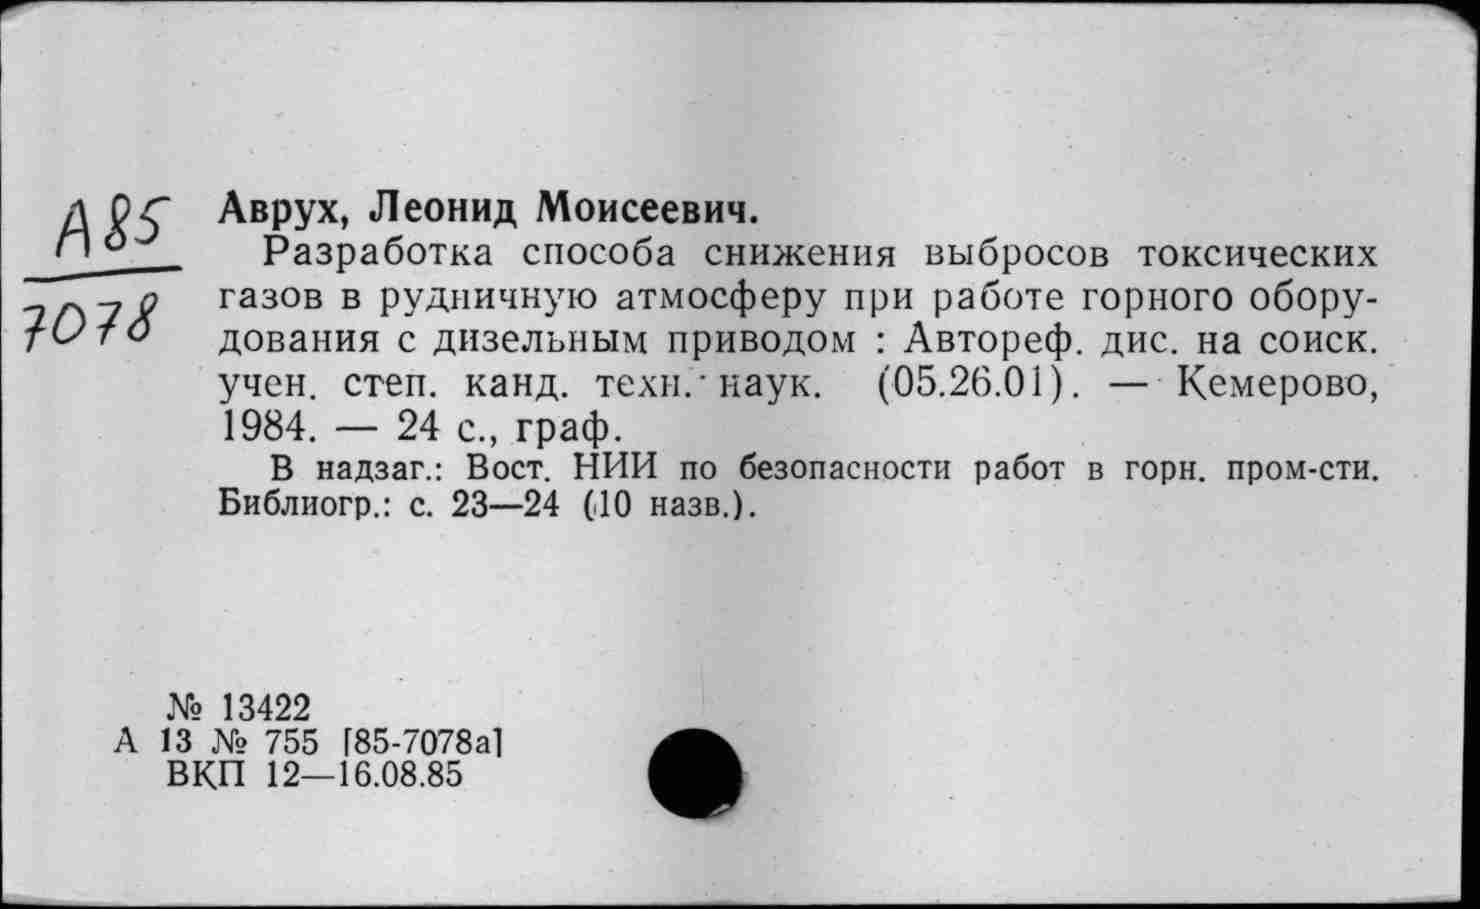 А85
7078
Аврух, Леонид Моисеевич.
Разработка способа снижения выбросов токсических
газов в рудничную атмосферу при работе горного обору-
дования с дизельным приводом : Автореф. дис. на соиск.
учен. степ. канд. техн. наук. (05.26.01). — Кемерово,
1984. — 24 с., граф.
В надзаг.: Вост. НИИ по безопасности работ в горн. пром-сти.
Библиогр.: с. 23—24 (10 назв.).
№ 13422
А 13 № 755 [85-7078а]
ВКП 12—16.08.85